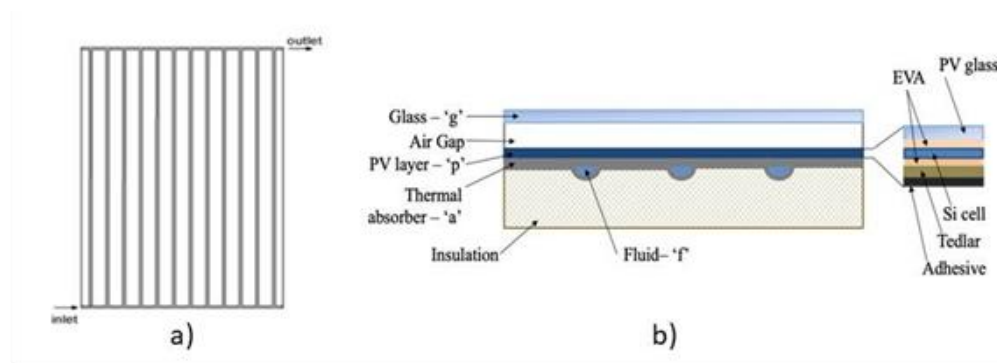 outlet
inlet
a)
Glass – ‘g’
Air Gap
PV layer – ‘p’
Thermal
absorber – ‘a’
Insulation
Fluid– ‘f’
b)
EVA
PV glass
Si cell
Tedlar
Adhesive